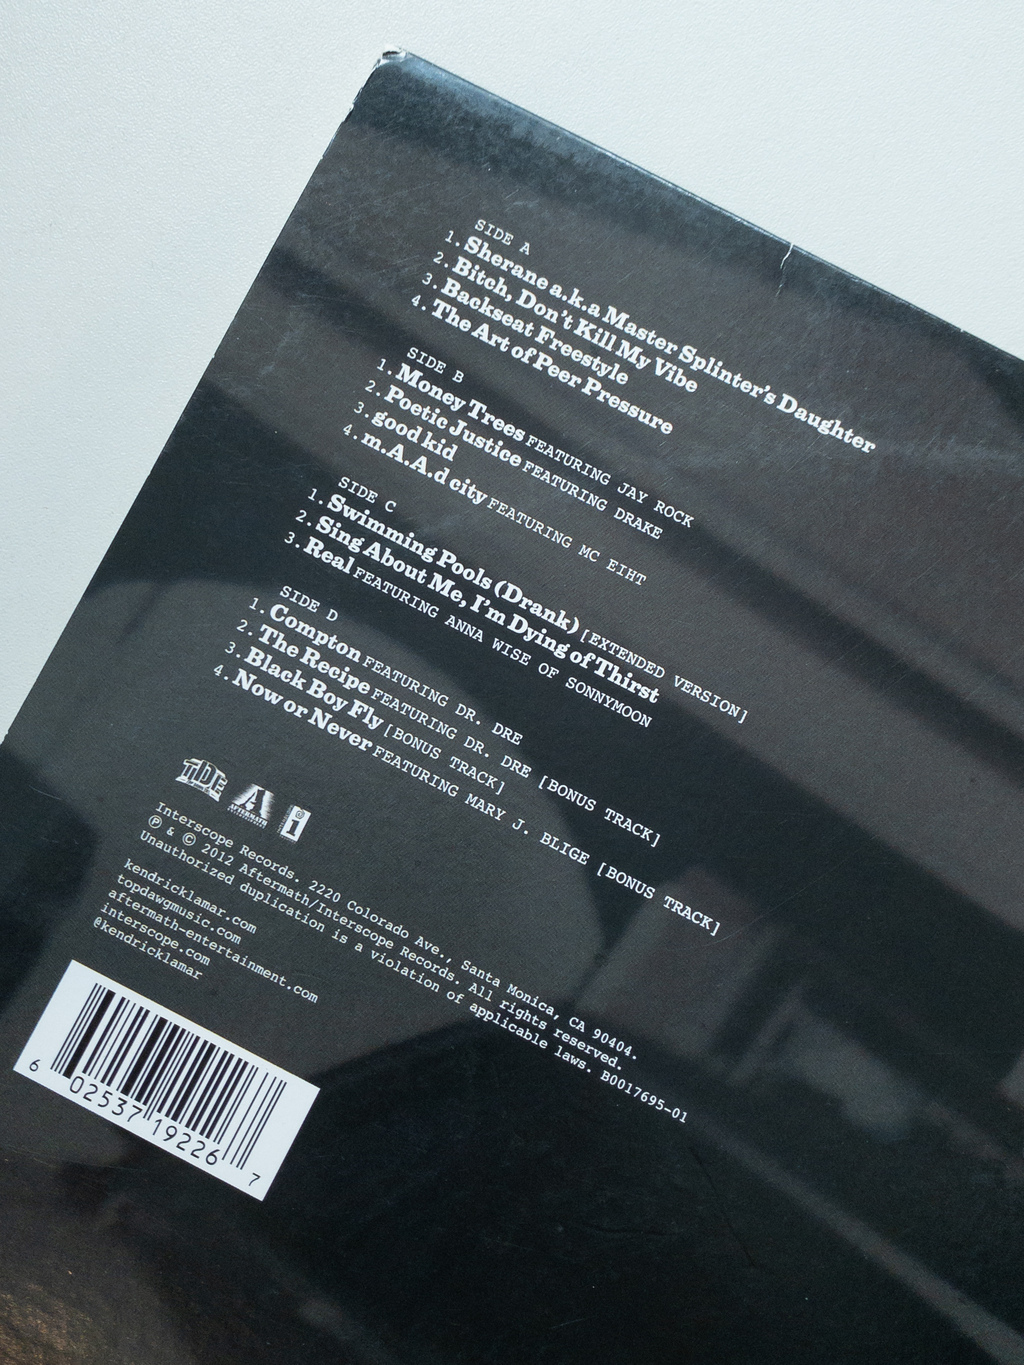 SIDE A
1. Sherane a.k.a Master Splinter's Daughter
2. Bitch, Don't Kill My Vibe
3. Backseat Freestyle
4. The Art of Peer Pressure
SIDE B
1. Money Trees FEATURING JAY ROCK
2. Poetic Justice FEATURING DRAKE
3. good kid
4. m.A.A.d city FEATURING MC EIHT
SIDE C
1. Swimming Pools (Drank) [EXTENDED VERSION]
2. Sing About Me, I'm Dying of Thirst
3. Real FEATURING ANNA WISE OF SONNYMOON
SIDE D
1. Compton FEATURING DR. DRE
2. The Recipe FEATURING DR. DRE [BONUS TRACK]
3. Black Boy Fly [BONUS TRACK]
4. Now or Never FEATURING MARY J. BLIGE [BONUS TRACK]
TDE
A
AFTERMATH
i
Interscope Records. 2220 Colorado Ave., Santa Monica, CA 90404.
℗ & © 2012 Aftermath/Interscope Records. All rights reserved.
Unauthorized duplication is a violation of applicable laws. B0017695-01
kendricklamar.com
topdawgmusic.com
aftermath-entertainment.com
interscope.com
@kendricklamar
6 02537 19226 7